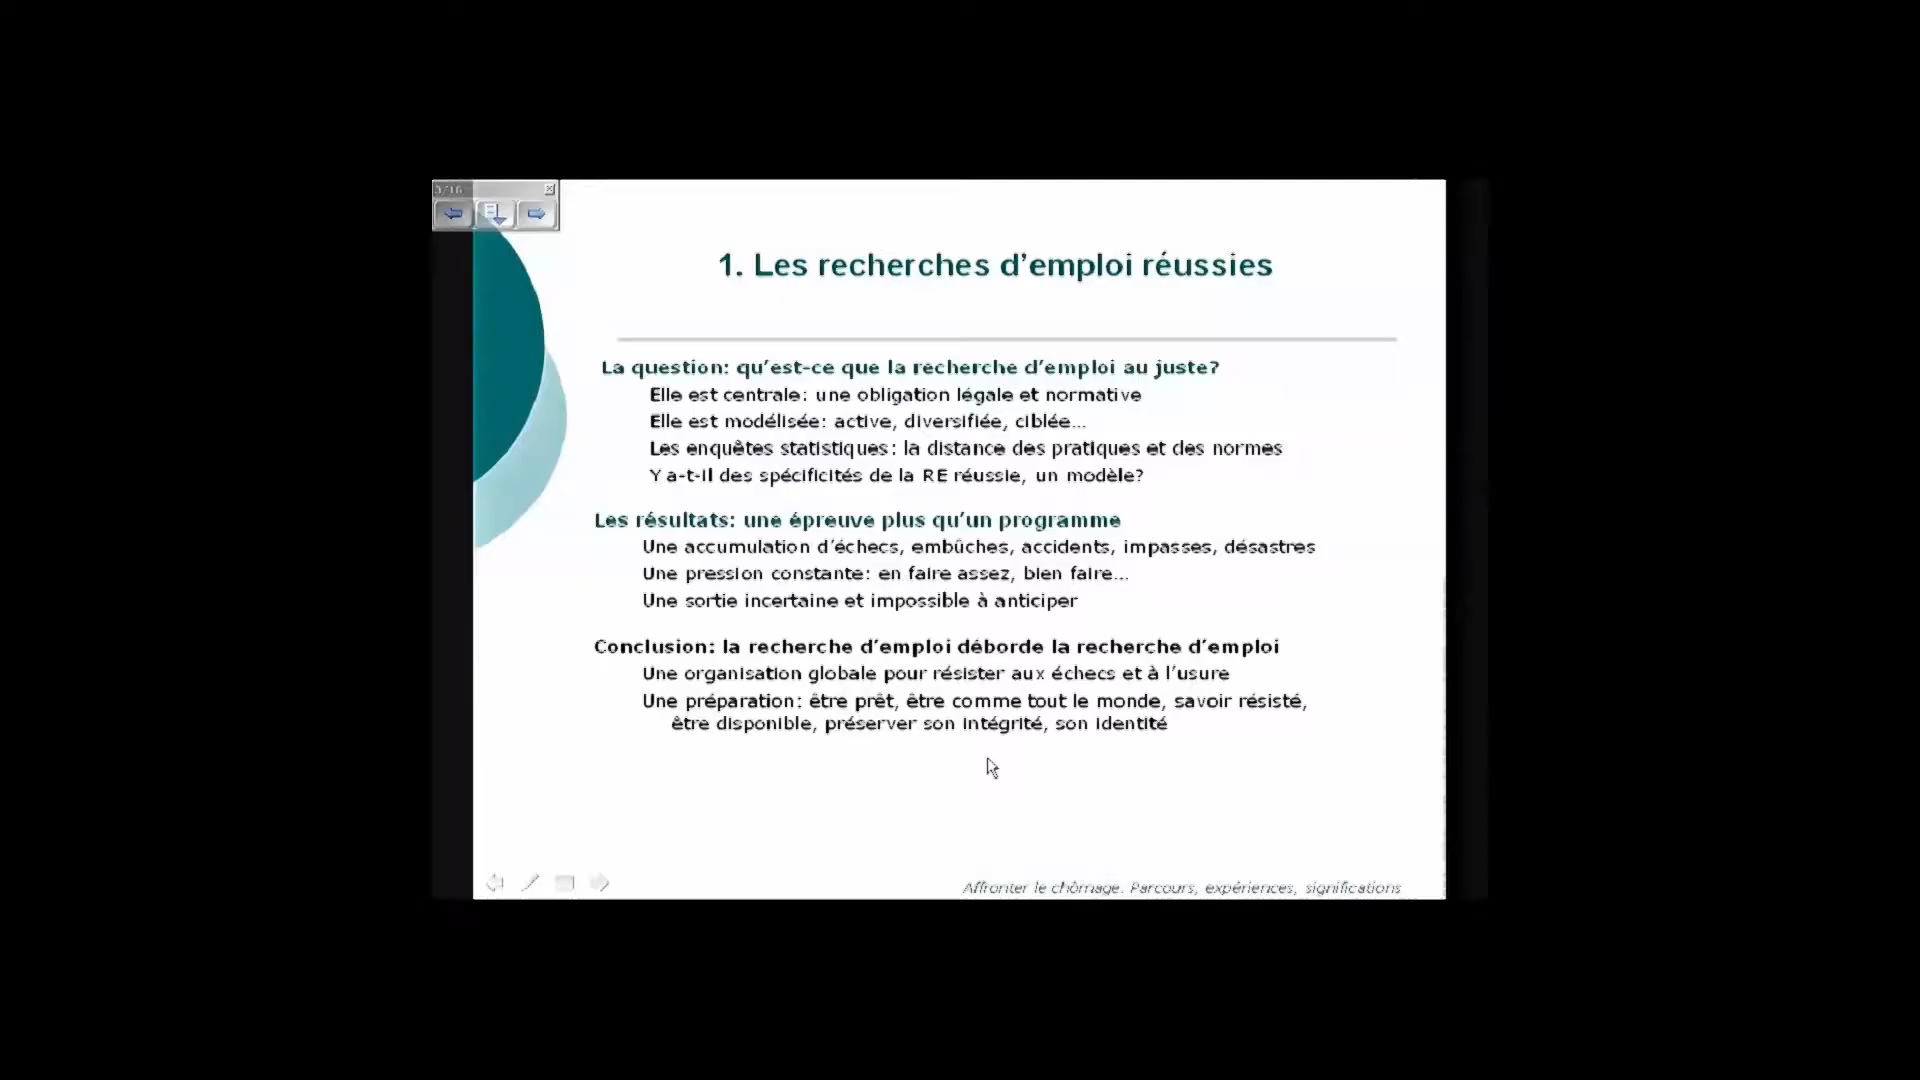 3/16
1. Les recherches d'emploi réussies
La question: qu'est-ce que la recherche d'emploi au juste?
Elle est centrale: une obligation légale et normative
Elle est modélisée: active, diversifiée, ciblée...
Les enquêtes statistiques: la distance des pratiques et des normes
Y a-t-il des spécificités de la RE réussie, un modèle?
Les résultats: une épreuve plus qu'un programme
Une accumulation d'échecs, embûches, accidents, impasses, désastres
Une pression constante: en faire assez, bien faire...
Une sortie incertaine et impossible à anticiper
Conclusion: la recherche d'emploi déborde la recherche d'emploi
Une organisation globale pour résister aux échecs et à l'usure
Une préparation: être prêt, être comme tout le monde, savoir résisté,
être disponible, préserver son intégrité, son identité
Affronter le chômage. Parcours, expériences, significations